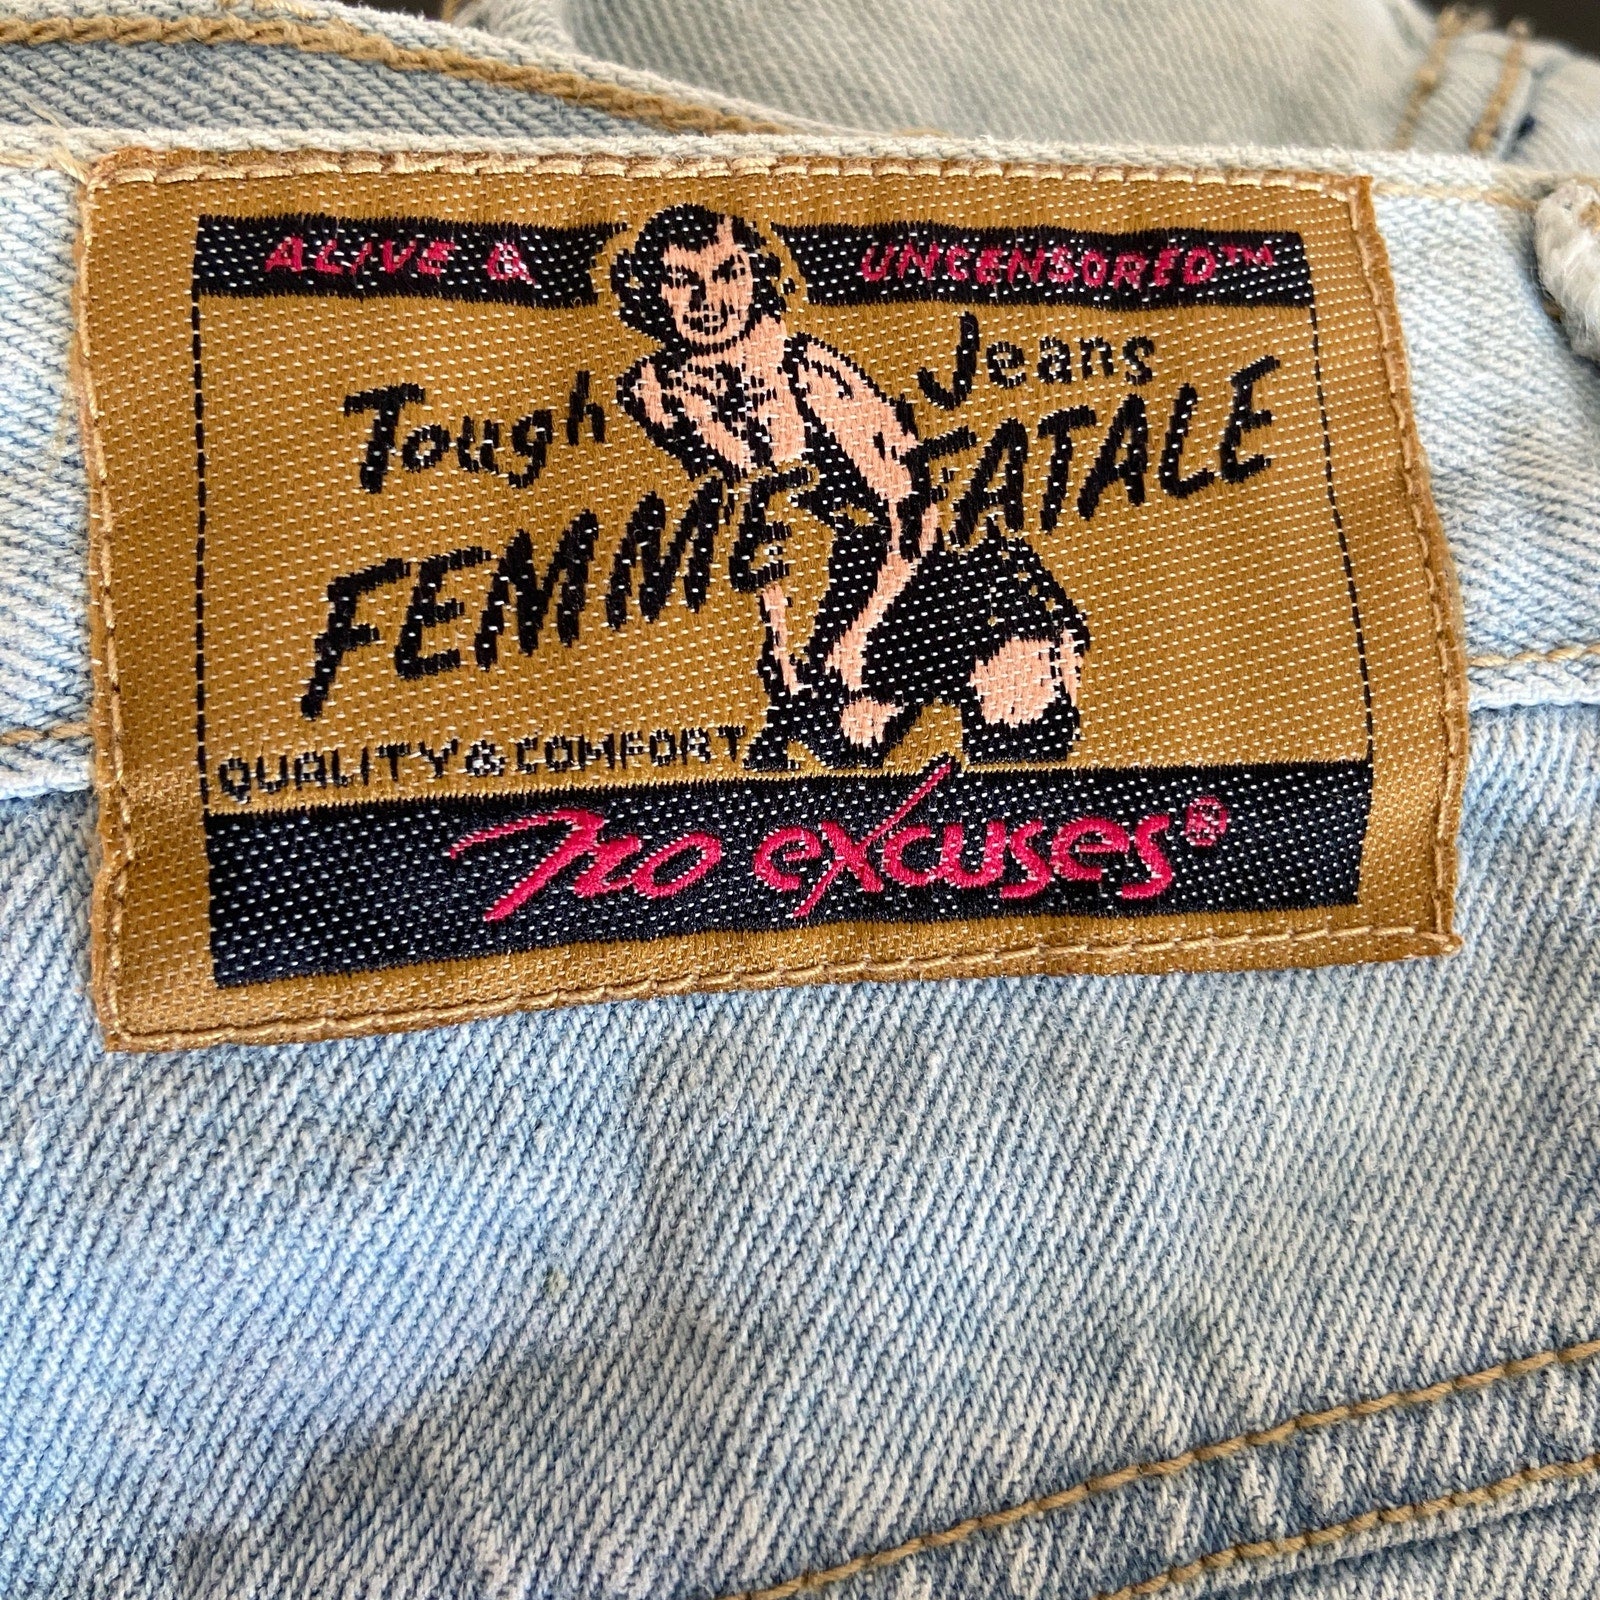 ALIVE & UNCENSORED™
Tough Jeans
FEMME FATALE
QUALITY & COMFORT
no excuses®